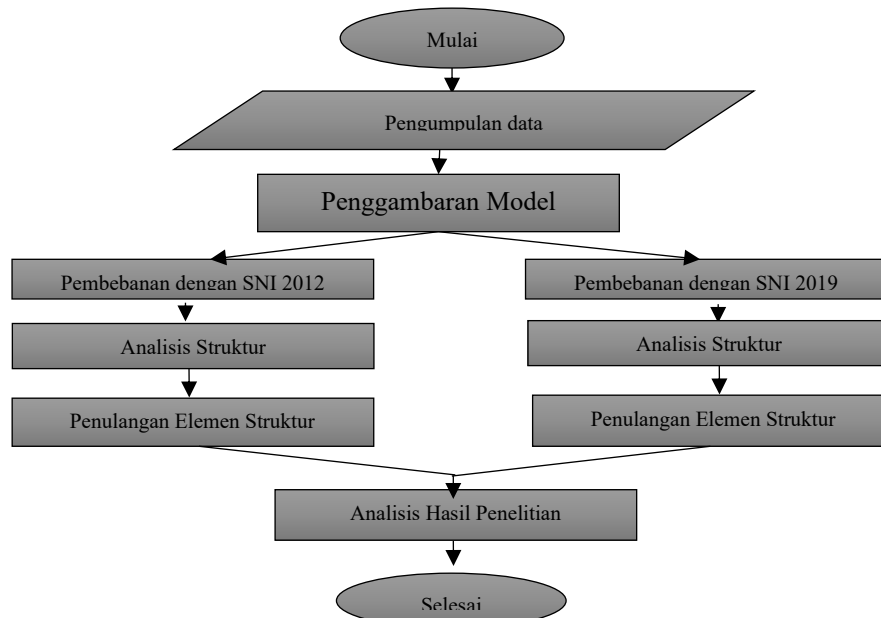 Mulai
Pengumpulan data
Penggambaran Model
Pembebanan dengan SNI 2012
Pembebanan dengan SNI 2019
Analisis Struktur
Analisis Struktur
Penulangan Elemen Struktur
Penulangan Elemen Struktur
Analisis Hasil Penelitian
Selesai